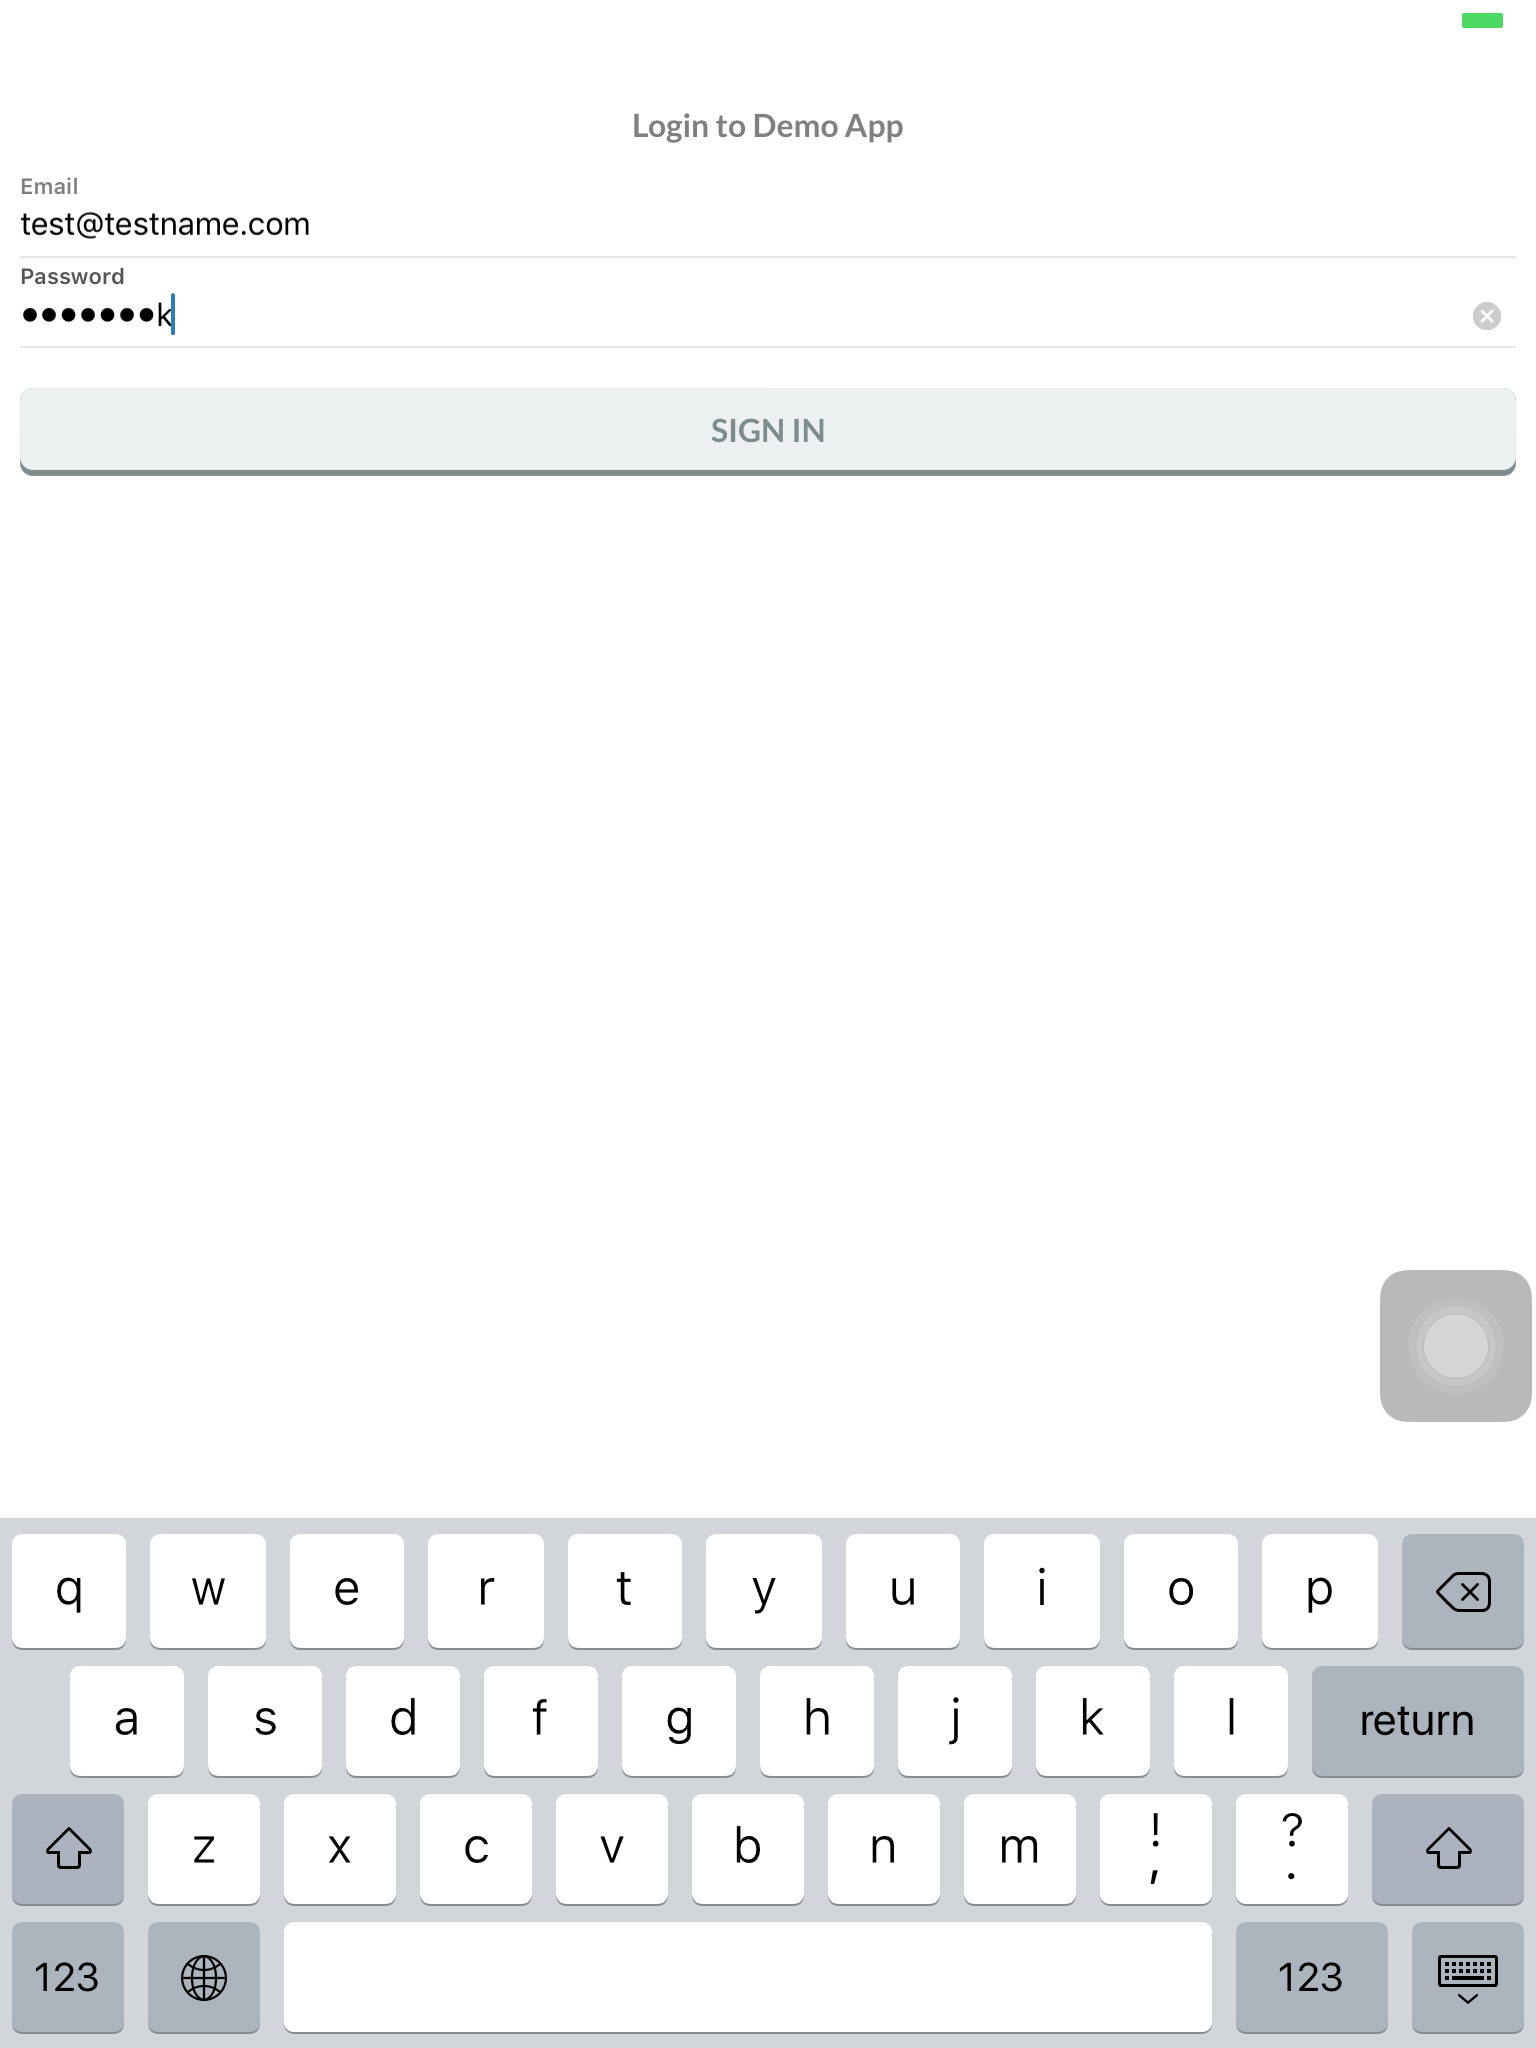 Login to Demo App
Email
test@testname.com
Password
•••••••k
SIGN IN
q w e r t y u i o p
a s d f g h j k l return
z x c v b n m ! , ? .
123 123